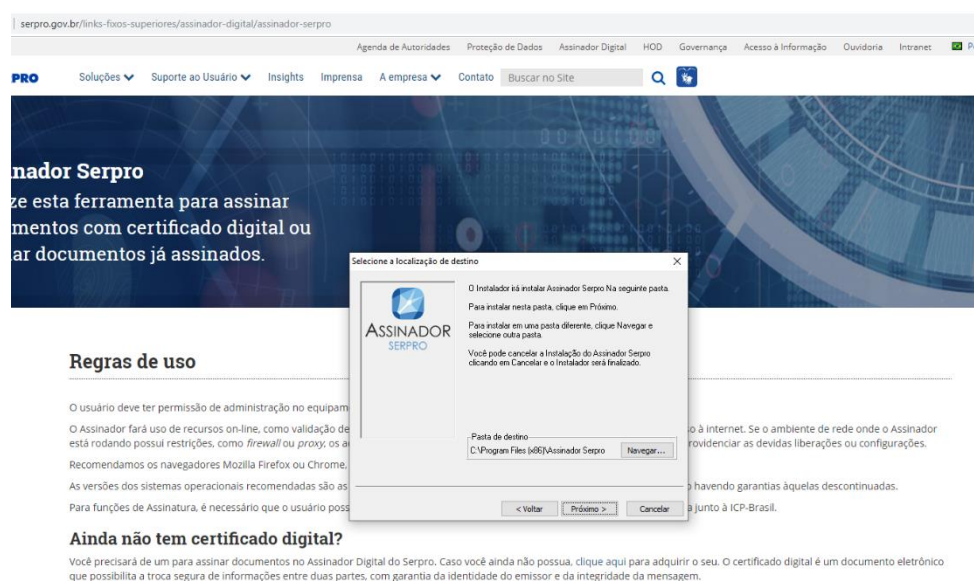 serpro.gov.br/links-fixos-superiores/assinador-digital/assinador-serpro
Agenda de Autoridades Proteção de Dados Assinador Digital HOD Governança Acesso à Informação Ouvidoria Intranet
PRO Soluções Suporte ao Usuário Insights Imprensa A empresa Contato Buscar no Site
nador Serpro
ze esta ferramenta para assinar
mentos com certificado digital ou
ar documentos já assinados.
Selecione a localização de destino
O Instalador irá instalar Assinador Serpro Na seguinte pasta.
Para instalar nesta pasta, clique em Próximo.
Para instalar em uma pasta diferente, clique Navegar e
selecione outra pasta.
Você pode cancelar a Instalação do Assinador Serpro
clicando em Cancelar e o Instalador será finalizado.
ASSINADOR
SERPRO
Pasta de destino
C:\Program Files (x86)\Assinador Serpro Navegar...
< Voltar Próximo > Cancelar
Regras de uso
O usuário deve ter permissão de administração no equipam
O Assinador fará uso de recursos on-line, como validação de o à internet. Se o ambiente de rede onde o Assinador
está rodando possui restrições, como firewall ou proxy, os a rovidenciar as devidas liberações ou configurações.
Recomendamos os navegadores Mozilla Firefox ou Chrome,
As versões dos sistemas operacionais recomendadas são as o havendo garantias àquelas descontinuadas.
Para funções de Assinatura, é necessário que o usuário poss a junto à ICP-Brasil.
Ainda não tem certificado digital?
Você precisará de um para assinar documentos no Assinador Digital do Serpro. Caso você ainda não possua, clique aqui para adquirir o seu. O certificado digital é um documento eletrônico
que possibilita a troca segura de informações entre duas partes, com garantia da identidade do emissor e da integridade da mensagem.